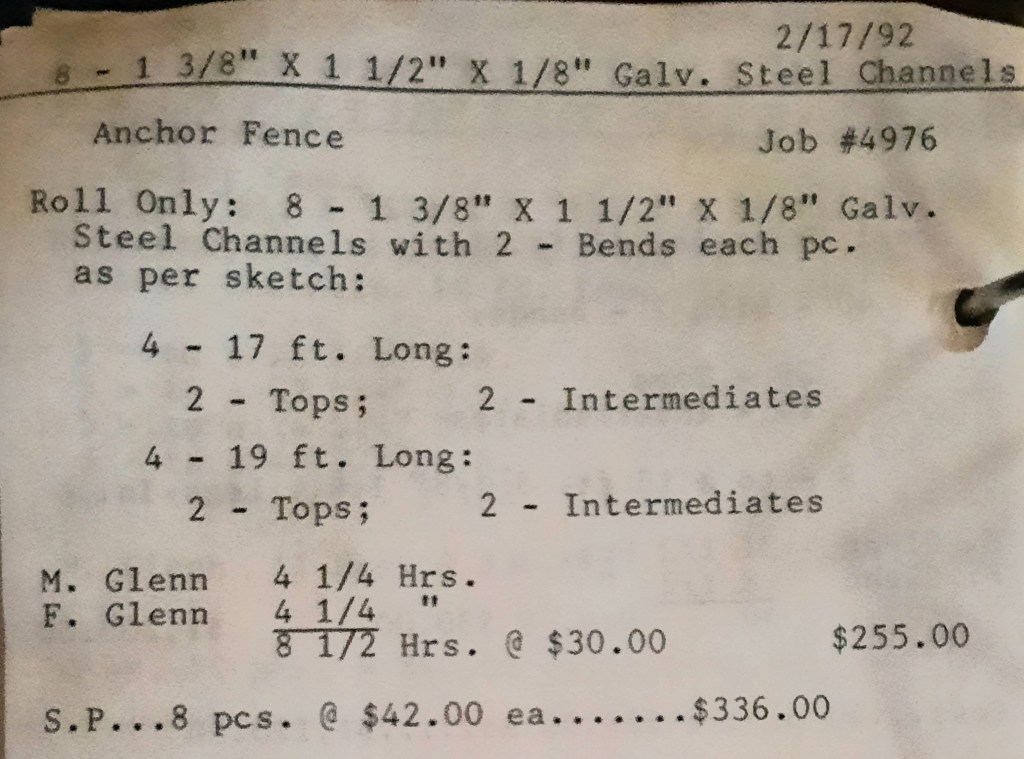 2/17/92
8 - 1 3/8" X 1 1/2" X 1/8" Galv. Steel Channels
Anchor Fence Job #4976
Roll Only: 8 - 1 3/8" X 1 1/2" X 1/8" Galv.
Steel Channels with 2 - Bends each pc.
as per sketch:
4 - 17 ft. Long:
2 - Tops; 2 - Intermediates
4 - 19 ft. Long:
2 - Tops; 2 - Intermediates
M. Glenn 4 1/4 Hrs.
F. Glenn 4 1/4 "
8 1/2 Hrs. @ $30.00 $255.00
S.P...8 pcs. @ $42.00 ea.......$336.00